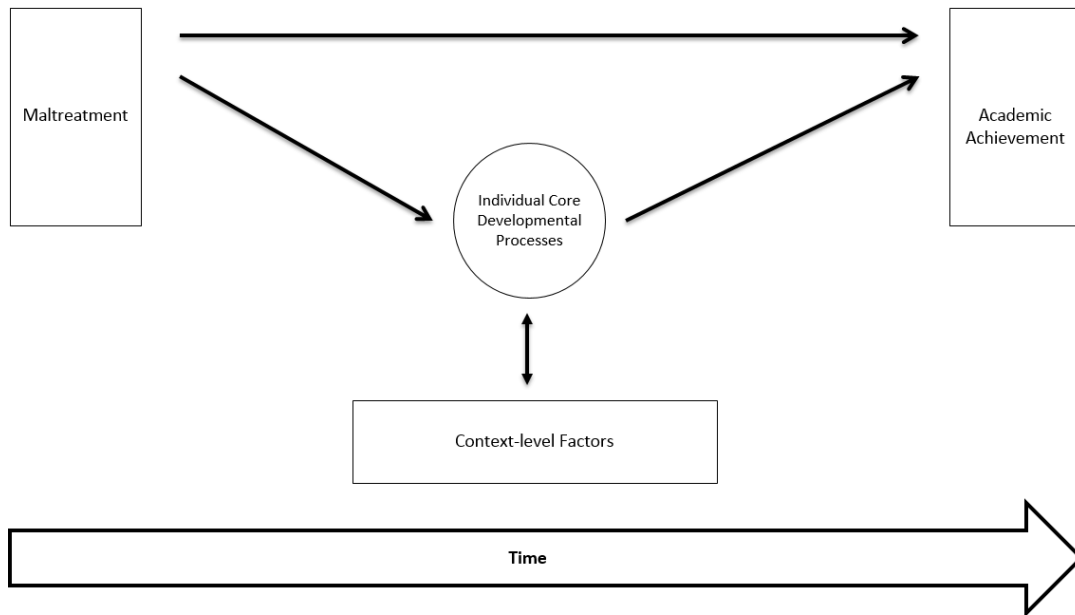 Maltreatment
Academic
Achievement
Individual Core
Developmental
Processes
Context-level Factors
Time